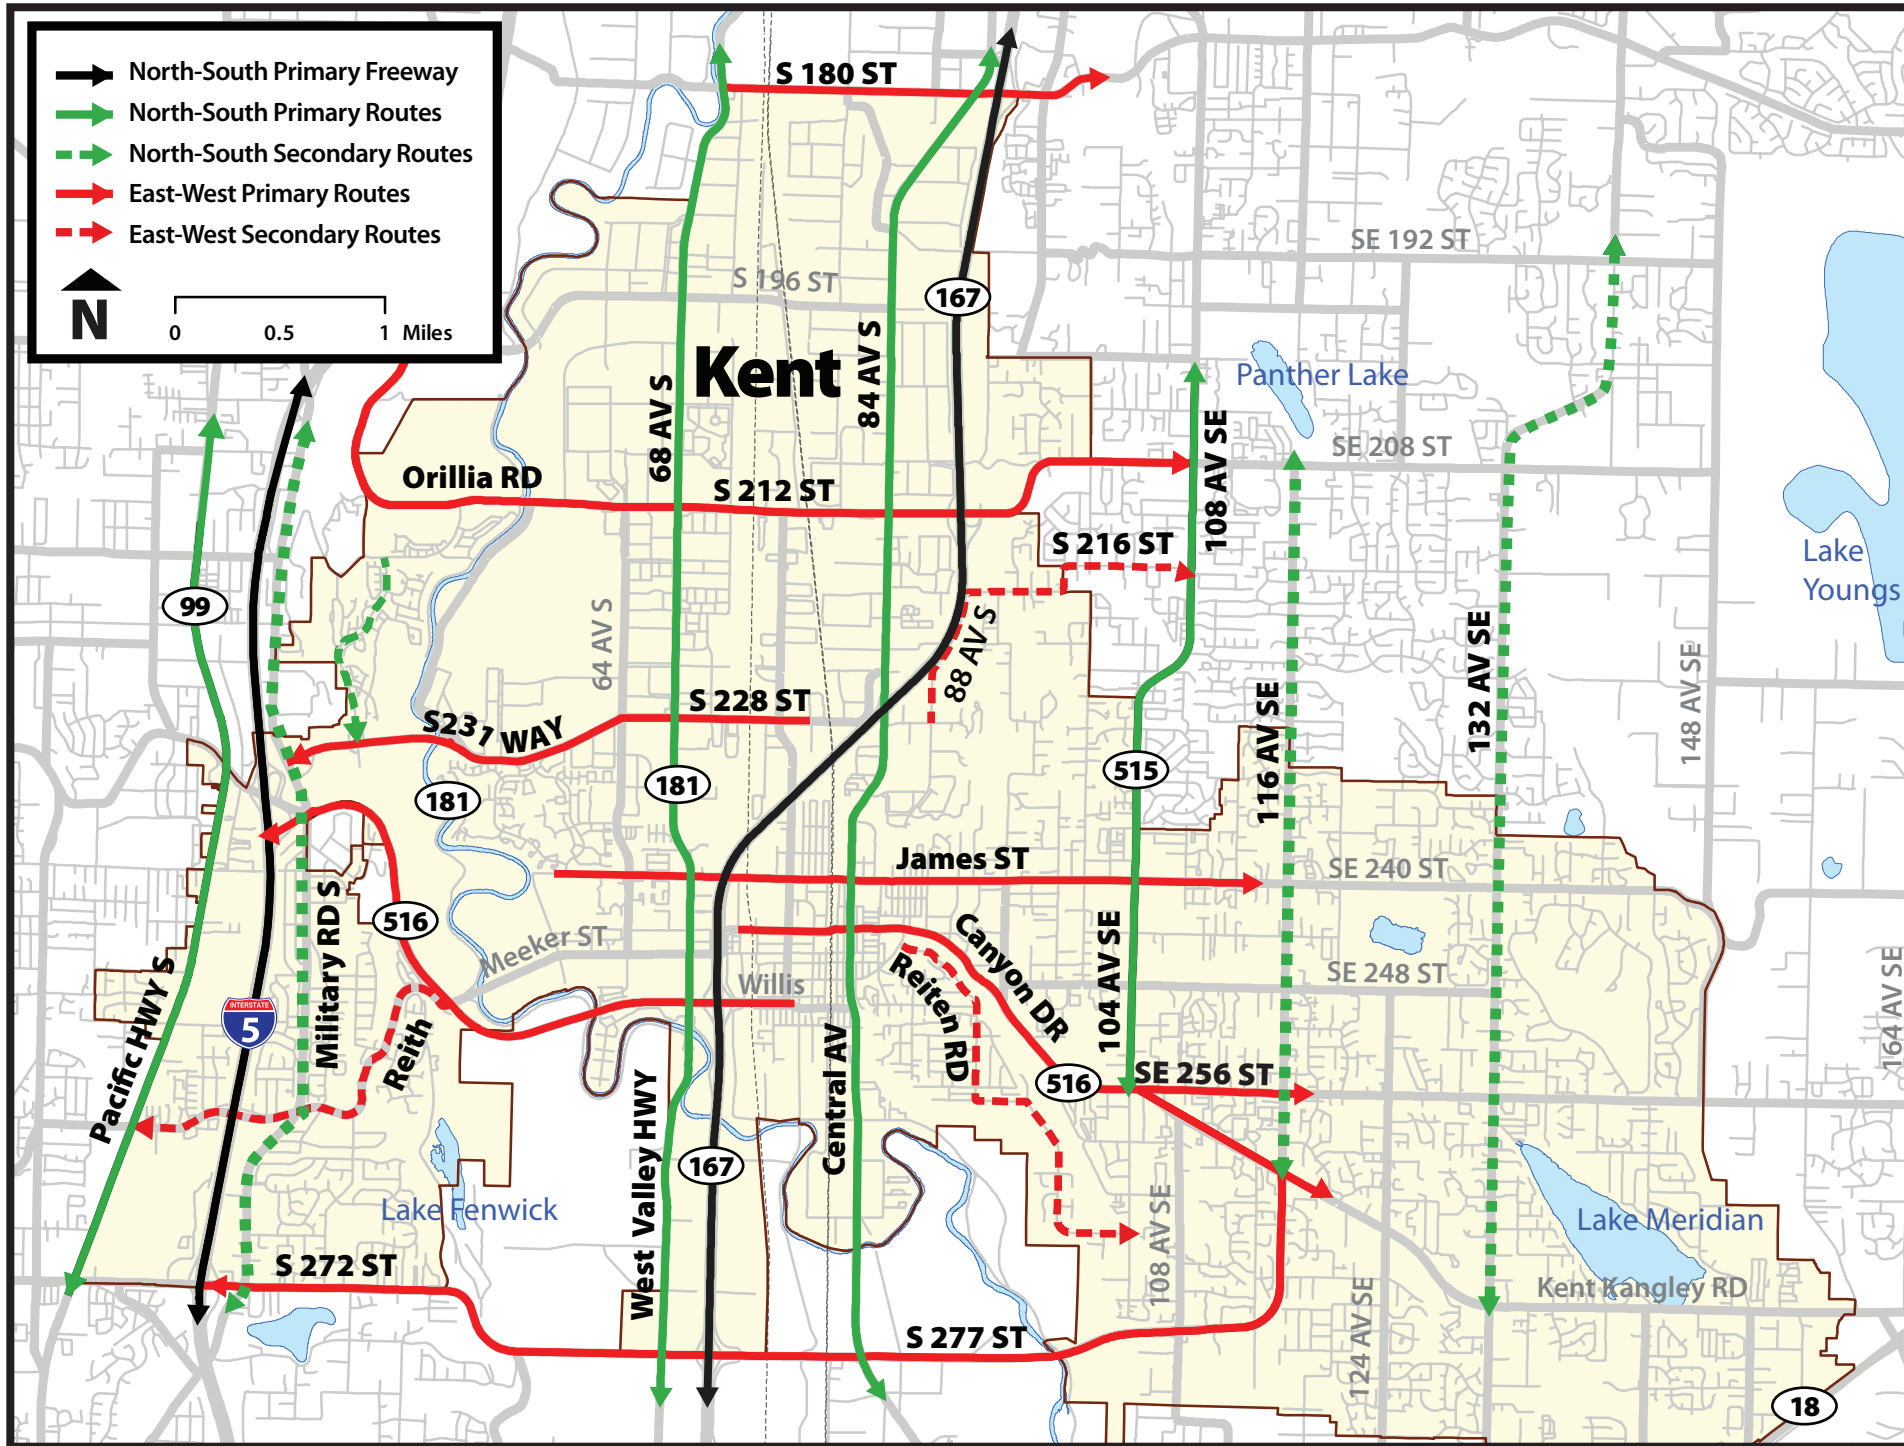 North-South Primary Freeway
North-South Primary Routes
North-South Secondary Routes
East-West Primary Routes
East-West Secondary Routes
N
0 0.5 1 Miles
S 180 ST
SE 192 ST
S 196 ST
167
Kent
68 AV S
84 AV S
Panther Lake
108 AV SE
SE 208 ST
Orillia RD
S 212 ST
S 216 ST
Lake
Youngs
99
64 AV S
88 AV S
132 AV SE
148 AV SE
116 AV SE
S 228 ST
S231 WAY
181
181
515
James ST
SE 240 ST
516
Military RD S
Meeker ST
Canyon DR
104 AV SE
SE 248 ST
164 AV SE
Willis
Reiten RD
Pacific HWY S
INTERSTATE
5
Reith
Central AV
516
SE 256 ST
West Valley HWY
167
Lake Fenwick
108 AV SE
Lake Meridian
S 272 ST
Kent Kangley RD
124 AV SE
S 277 ST
18